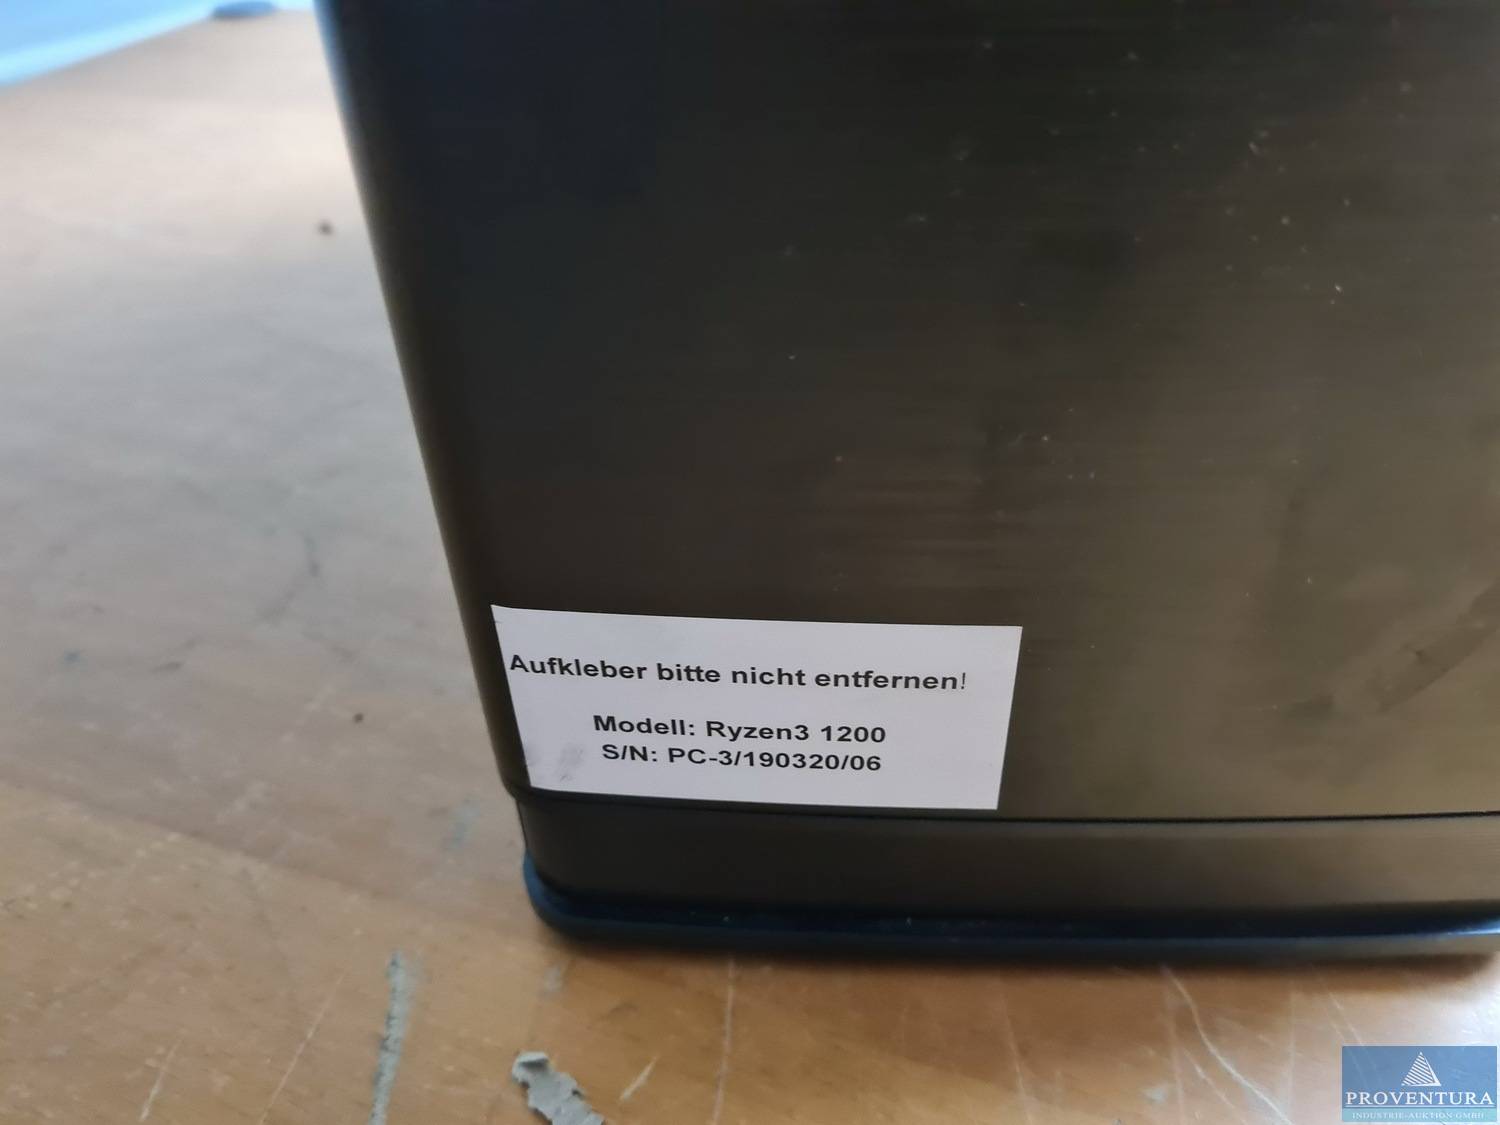 Aufkleber bitte nicht entfernen!
Modell: Ryzen3 1200
S/N: PC-3/190320/06
PROVENTURA
INDUSTRIE-AUKTION GMBH